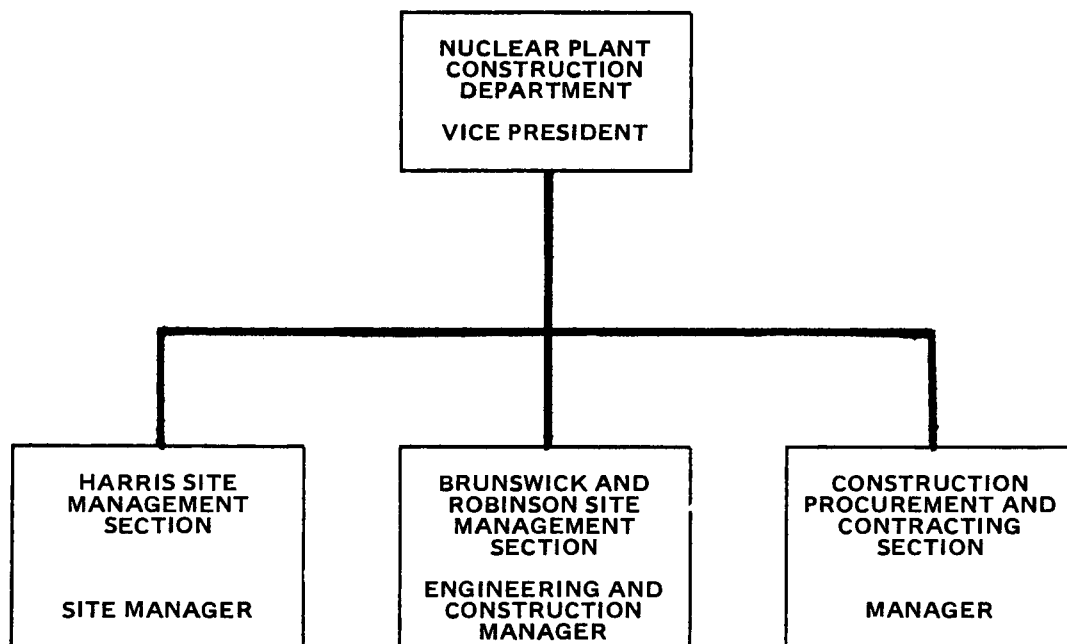 NUCLEAR PLANT
CONSTRUCTION
DEPARTMENT
VICE PRESIDENT
HARRIS SITE
MANAGEMENT
SECTION
SITE MANAGER
BRUNSWICK AND
ROBINSON SITE
MANAGEMENT
SECTION
ENGINEERING AND
CONSTRUCTION
MANAGER
CONSTRUCTION
PROCUREMENT AND
CONTRACTING
SECTION
MANAGER